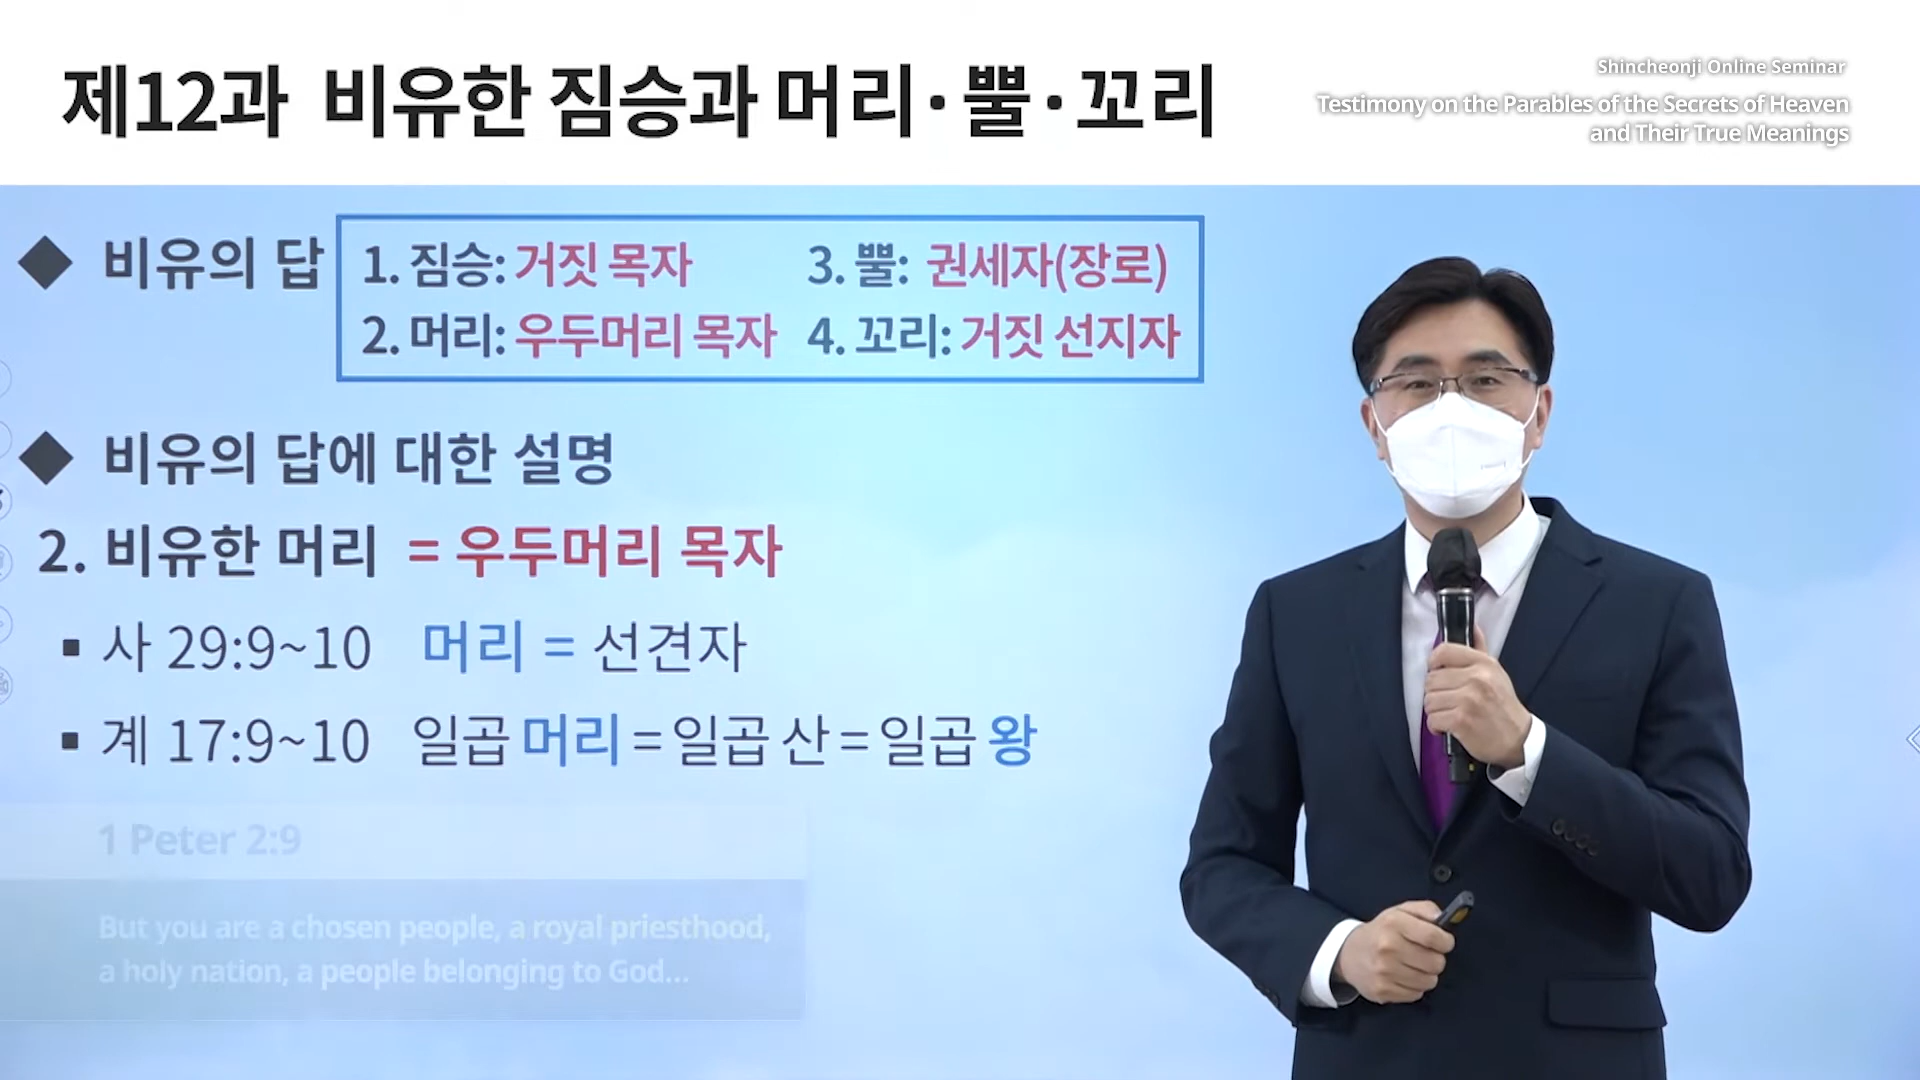 제12과 비유한 짐승과 머리·뿔·꼬리
Shincheonji Online Seminar
Testimony on the Parables of the Secrets of Heaven
and Their True Meanings
◆ 비유의 답
1. 짐승: 거짓 목자
3. 뿔: 권세자(장로)
2. 머리: 우두머리 목자
4. 꼬리: 거짓 선지자
◆ 비유의 답에 대한 설명
2. 비유한 머리 = 우두머리 목자
▪ 사 29:9~10 머리 = 선견자
▪ 계 17:9~10 일곱 머리 = 일곱 산 = 일곱 왕
1 Peter 2:9
But you are a chosen people, a royal priesthood,
a holy nation, a people belonging to God...